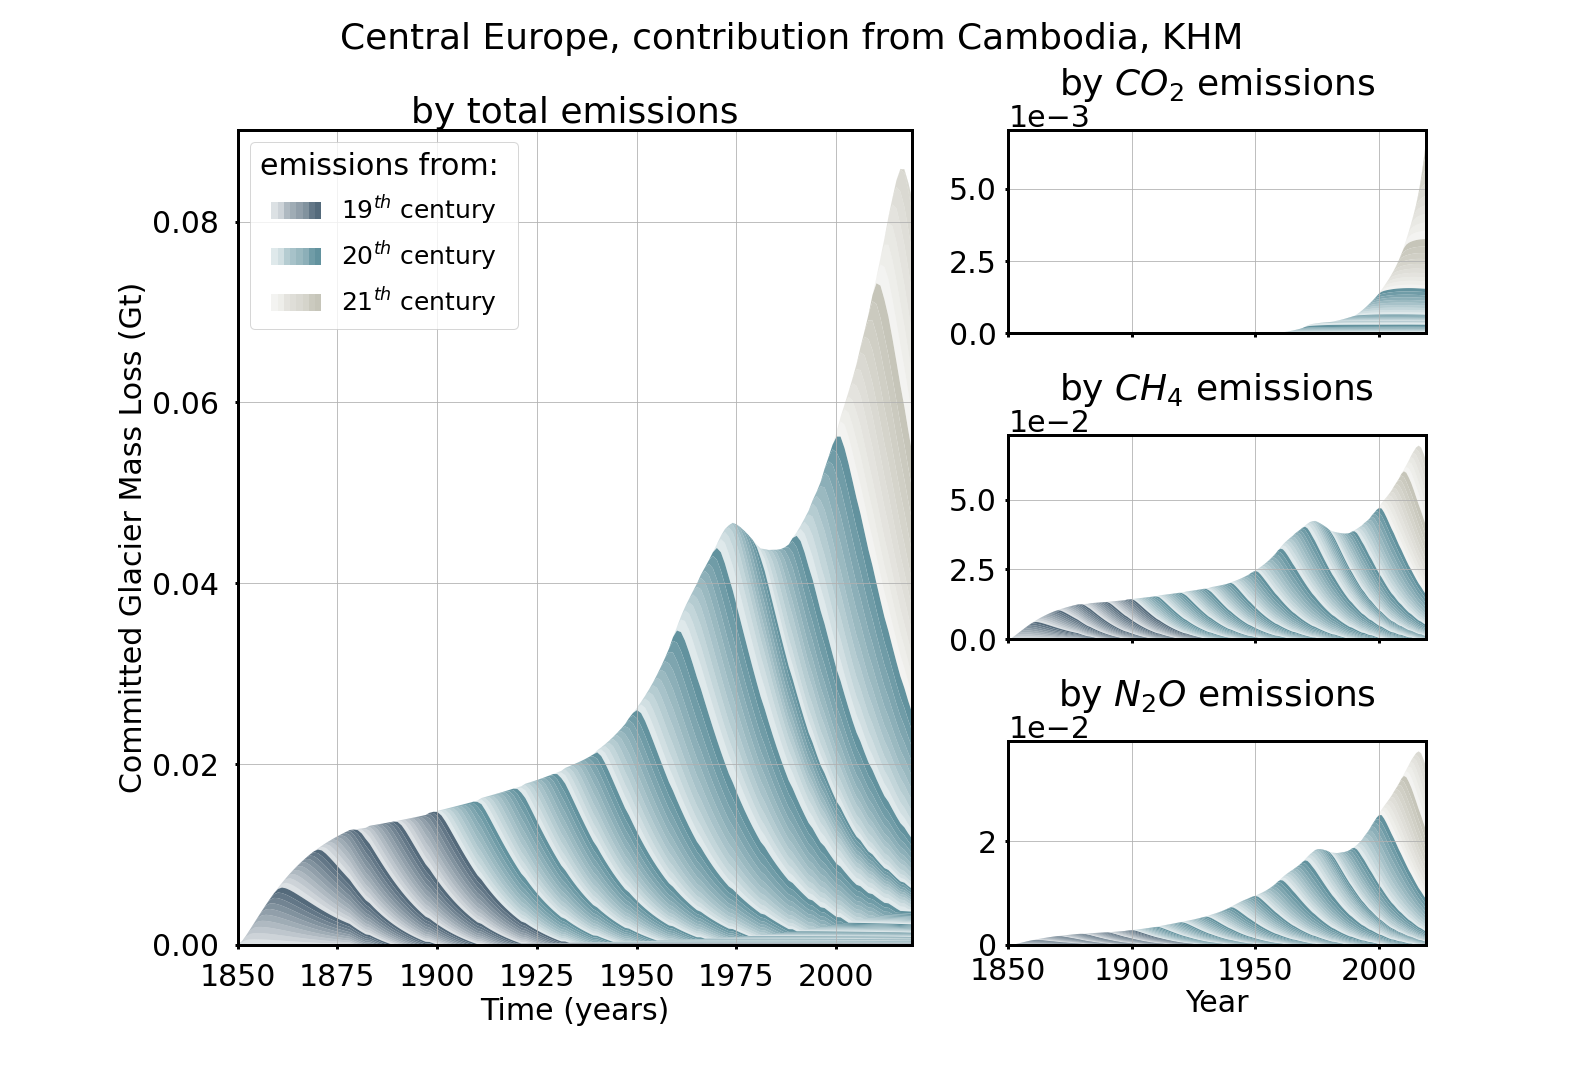 Central Europe, contribution from Cambodia, KHM
by total emissions
emissions from:
19th century
20th century
21th century
Committed Glacier Mass Loss (Gt)
0.08
0.06
0.04
0.02
0.00
1850 1875 1900 1925 1950 1975 2000
Time (years)
by CO2 emissions
1e−3
5.0
2.5
0.0
by CH4 emissions
1e−2
5.0
2.5
0.0
by N2O emissions
1e−2
2
0
1850 1900 1950 2000
Year